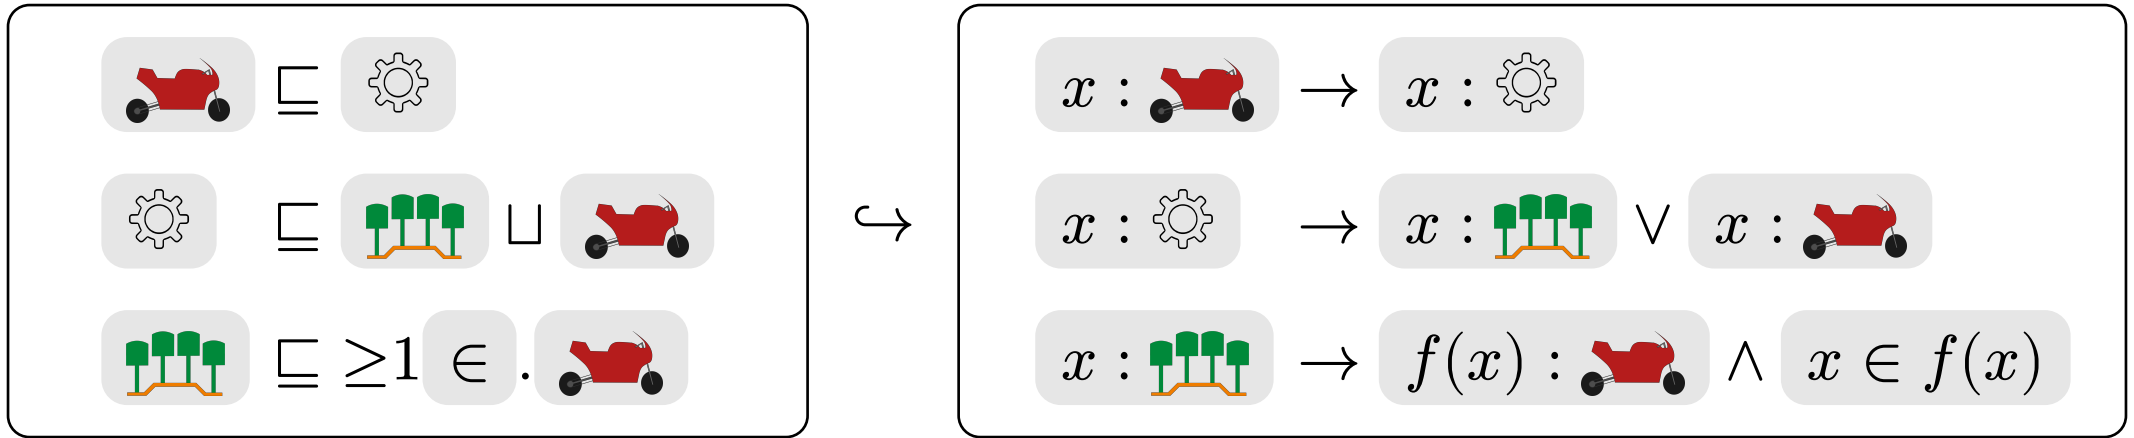 ⊑ x : → x :
⊑ ⊔ ↪ x : → x : ∨ x :
⊑ ≥1 ∈ . x : → f(x) : ∧ x ∈ f(x)